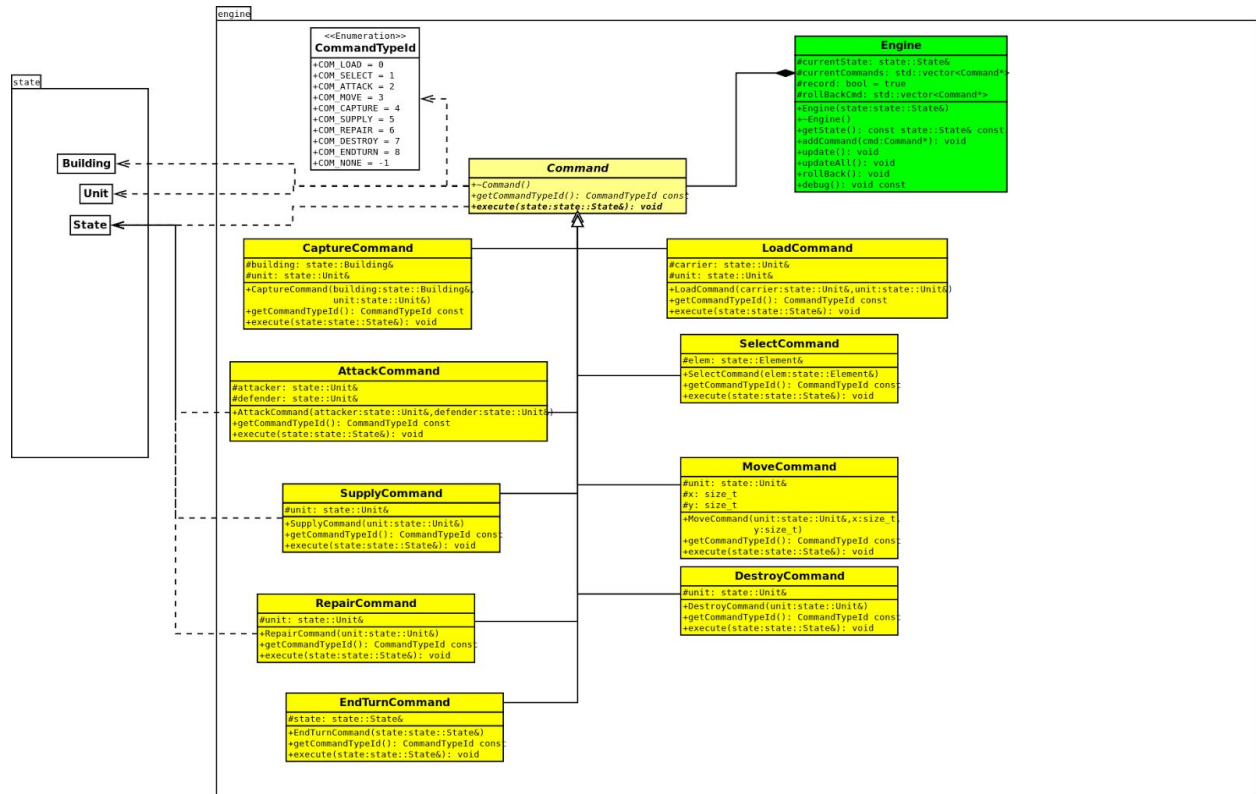 engine
state
Building
Unit
State
<<Enumeration>>
CommandTypeId
+COM_LOAD = 0
+COM_SELECT = 1
+COM_ATTACK = 2
+COM_MOVE = 3
+COM_CAPTURE = 4
+COM_SUPPLY = 5
+COM_REPAIR = 6
+COM_DESTROY = 7
+COM_ENDTURN = 8
+COM_NONE = -1
Engine
#currentState: state::State&
#currentCommands: std::vector<Command*>
#record: bool = true
#rollBackCmd: std::vector<Command*>
+Engine(state:state::State&)
+~Engine()
+getState(): const state::State& const
+addCommand(cmd:Command*): void
+update(): void
+updateAll(): void
+rollBack(): void
+debug(): void const
Command
+~Command()
+getCommandTypeId(): CommandTypeId const
+execute(state:state::State&): void
CaptureCommand
#building: state::Building&
#unit: state::Unit&
+CaptureCommand(building:state::Building&,
unit:state::Unit&)
+getCommandTypeId(): CommandTypeId const
+execute(state:state::State&): void
LoadCommand
#carrier: state::Unit&
#unit: state::Unit&
+LoadCommand(carrier:state::Unit&,unit:state::Unit&)
+getCommandTypeId(): CommandTypeId const
+execute(state:state::State&): void
SelectCommand
#elem: state::Element&
+SelectCommand(elem:state::Element&)
+getCommandTypeId(): CommandTypeId const
+execute(state:state::State&): void
AttackCommand
#attacker: state::Unit&
#defender: state::Unit&
+AttackCommand(attacker:state::Unit&,defender:state::Unit&)
+getCommandTypeId(): CommandTypeId const
+execute(state:state::State&): void
MoveCommand
#unit: state::Unit&
#x: size_t
#y: size_t
+MoveCommand(unit:state::Unit&,x:size_t,
y:size_t)
+getCommandTypeId(): CommandTypeId const
+execute(state:state::State&): void
SupplyCommand
#unit: state::Unit&
+SupplyCommand(unit:state::Unit&)
+getCommandTypeId(): CommandTypeId const
+execute(state:state::State&): void
DestroyCommand
#unit: state::Unit&
+DestroyCommand(unit:state::Unit&)
+getCommandTypeId(): CommandTypeId const
+execute(state:state::State&): void
RepairCommand
#unit: state::Unit&
+RepairCommand(unit:state::Unit&)
+getCommandTypeId(): CommandTypeId const
+execute(state:state::State&): void
EndTurnCommand
#state: state::State&
+EndTurnCommand(state:state::State&)
+getCommandTypeId(): CommandTypeId const
+execute(state:state::State&): void